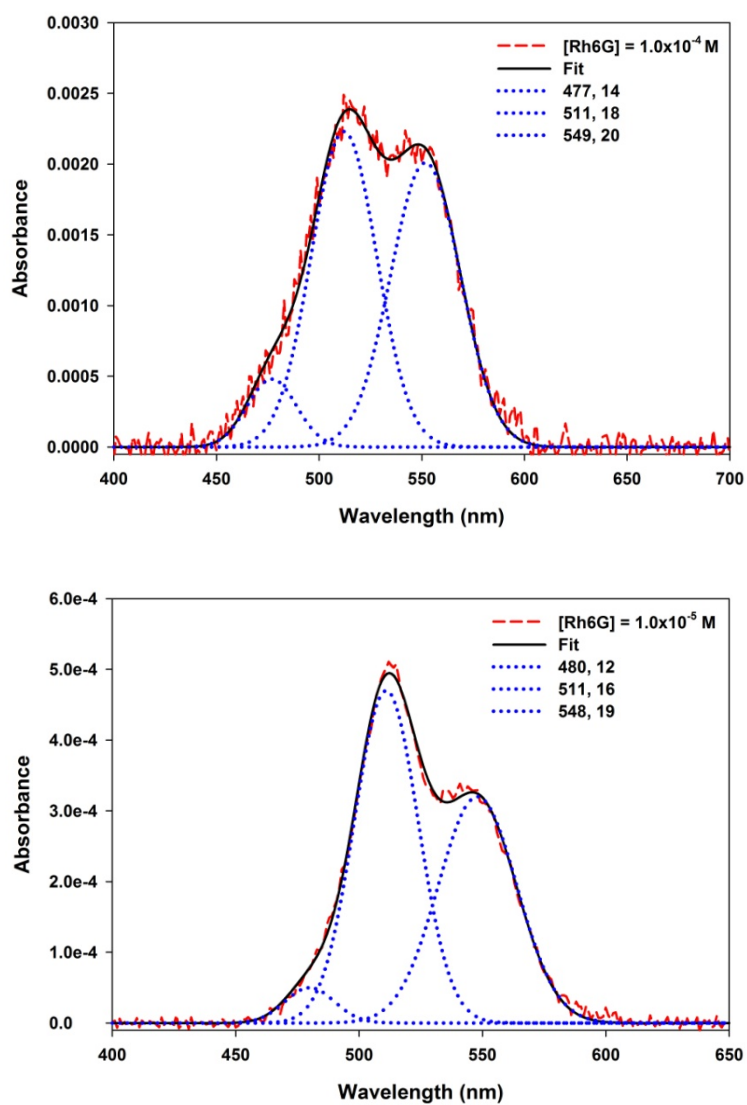 0.0030
0.0025
0.0020
0.0015
0.0010
0.0005
0.0000
Absorbance
[Rh6G] = 1.0x10⁻⁴ M
Fit
477, 14
511, 18
549, 20
400 450 500 550 600 650 700
Wavelength (nm)
6.0e-4
5.0e-4
4.0e-4
3.0e-4
2.0e-4
1.0e-4
0.0
Absorbance
[Rh6G] = 1.0x10⁻⁵ M
Fit
480, 12
511, 16
548, 19
400 450 500 550 600 650
Wavelength (nm)